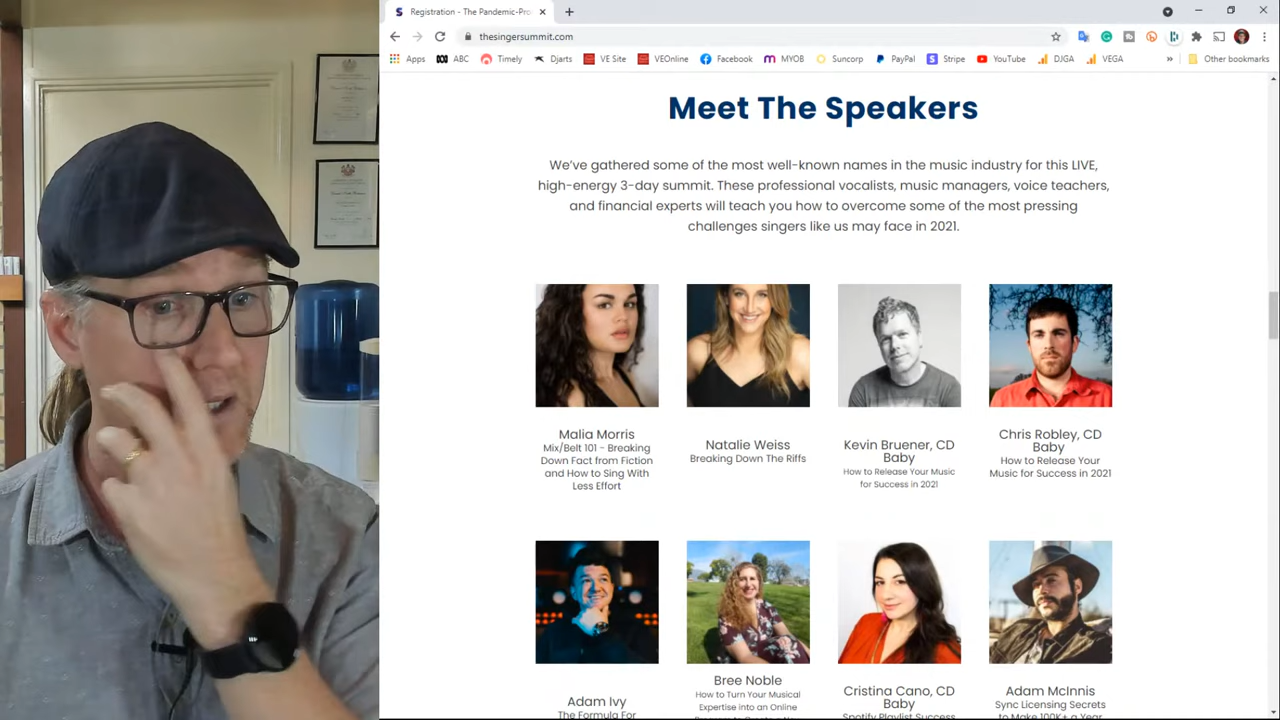 Registration - The Pandemic-Pro
thesingersummit.com
Apps ABC Timely Djarts VE Site VEOnline Facebook MYOB Suncorp PayPal Stripe YouTube DJGA VEGA » Other bookmarks
Meet The Speakers
We've gathered some of the most well-known names in the music industry for this LIVE,
high-energy 3-day summit. These professional vocalists, music managers, voice teachers,
and financial experts will teach you how to overcome some of the most pressing
challenges singers like us may face in 2021.
Malia Morris
Mix/Belt 101 - Breaking
Down Fact from Fiction
and How to Sing With
Less Effort
Natalie Weiss
Breaking Down The Riffs
Kevin Bruener, CD
Baby
How to Release Your Music
for Success in 2021
Chris Robley, CD
Baby
How to Release Your
Music for Success in 2021
Adam Ivy
The Formula For
Bree Noble
How to Turn Your Musical
Expertise into an Online
Cristina Cano, CD
Baby
Spotify Playlist Success
Adam McInnis
Sync Licensing Secrets
to Make 100K+ a Year